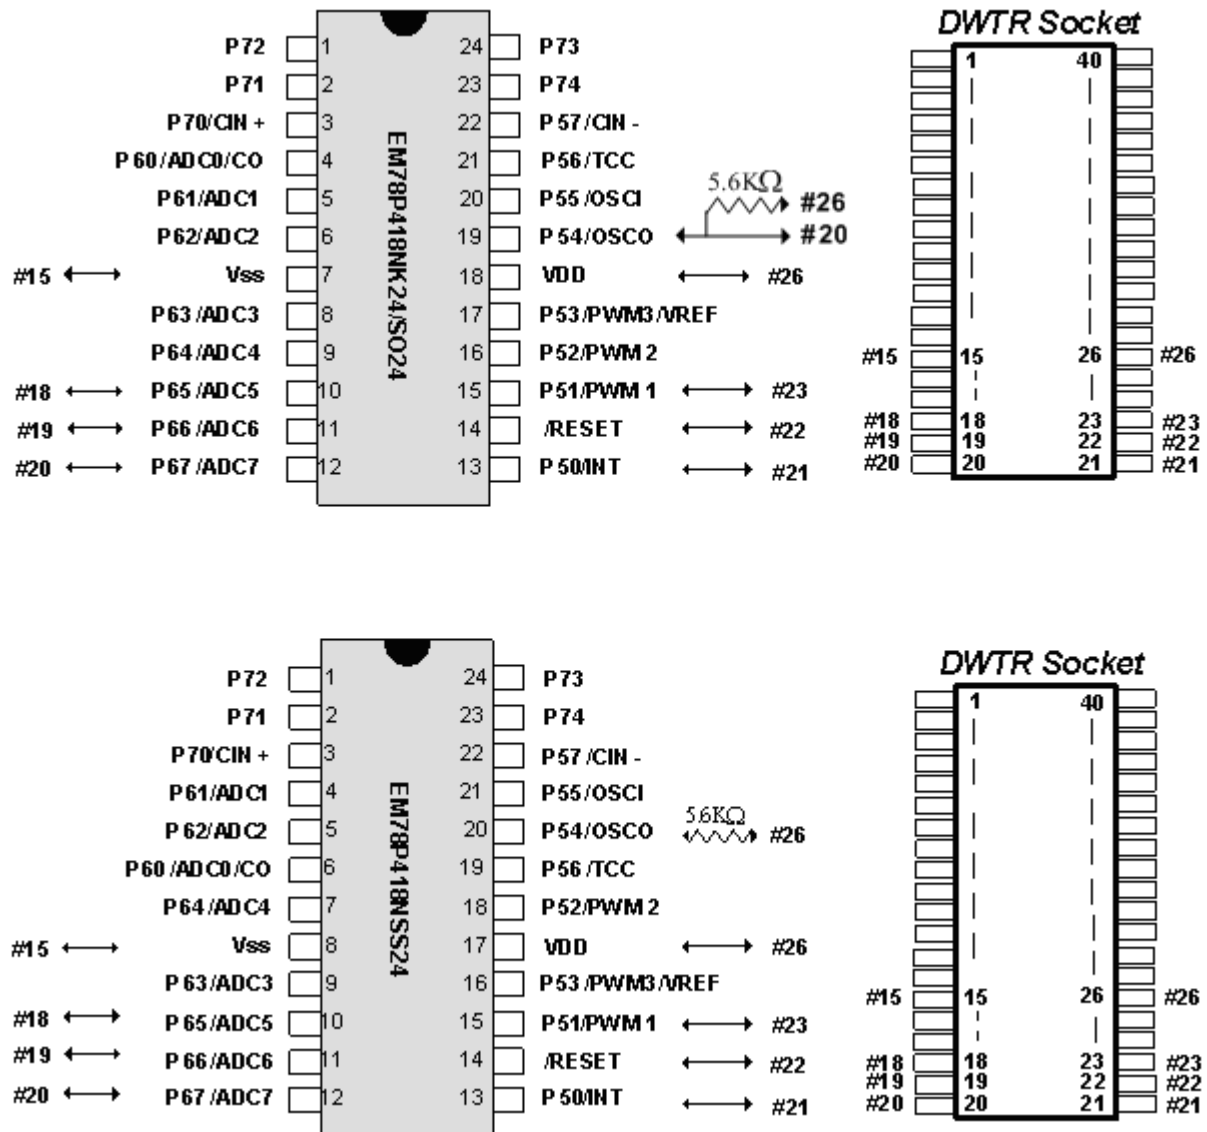 DWTR Socket
P72 1 24 P73 1 40
P71 2 23 P74
P70/CIN + 3 22 P57/CIN -
P60/ADC0/CO 4 21 P56/TCC
5.6KΩ
P61/ADC1 5 20 P55/OSCI #26
P62/ADC2 6 19 P54/OSCO #20
#15 Vss 7 18 VDD #26
P63/ADC3 8 17 P53/PWM3/VREF
P64/ADC4 9 16 P52/PWM2 #15 15 26 #26
#18 P65/ADC5 10 15 P51/PWM1 #23
#18 18 23 #23
#19 P66/ADC6 11 14 /RESET #22 #19 19 22 #22
#20 P67/ADC7 12 13 P50/INT #21 #20 20 21 #21
EM78P418NK24/SO24
DWTR Socket
P72 1 24 P73 1 40
P71 2 23 P74
P70/CIN + 3 22 P57/CIN -
P61/ADC1 4 21 P55/OSCI
5.6KΩ
P62/ADC2 5 20 P54/OSCO #26
P60/ADC0/CO 6 19 P56/TCC
P64/ADC4 7 18 P52/PWM2
#15 Vss 8 17 VDD #26
P63/ADC3 9 16 P53/PWM3/VREF #15 15 26 #26
#18 P65/ADC5 10 15 P51/PWM1 #23
#19 P66/ADC6 11 14 /RESET #22 #18 18 23 #23
#19 19 22 #22
#20 P67/ADC7 12 13 P50/INT #21 #20 20 21 #21
EM78P418NSS24